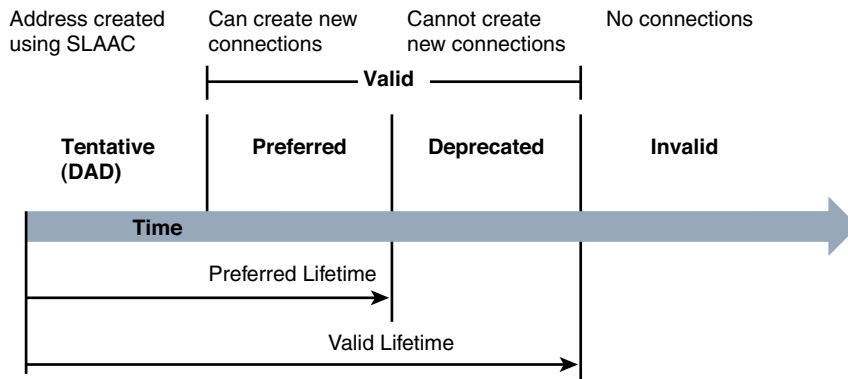 Address created
using SLAAC
Can create new
connections
Cannot create
new connections
No connections
Valid
Tentative
(DAD)
Preferred
Deprecated
Invalid
Time
Preferred Lifetime
Valid Lifetime